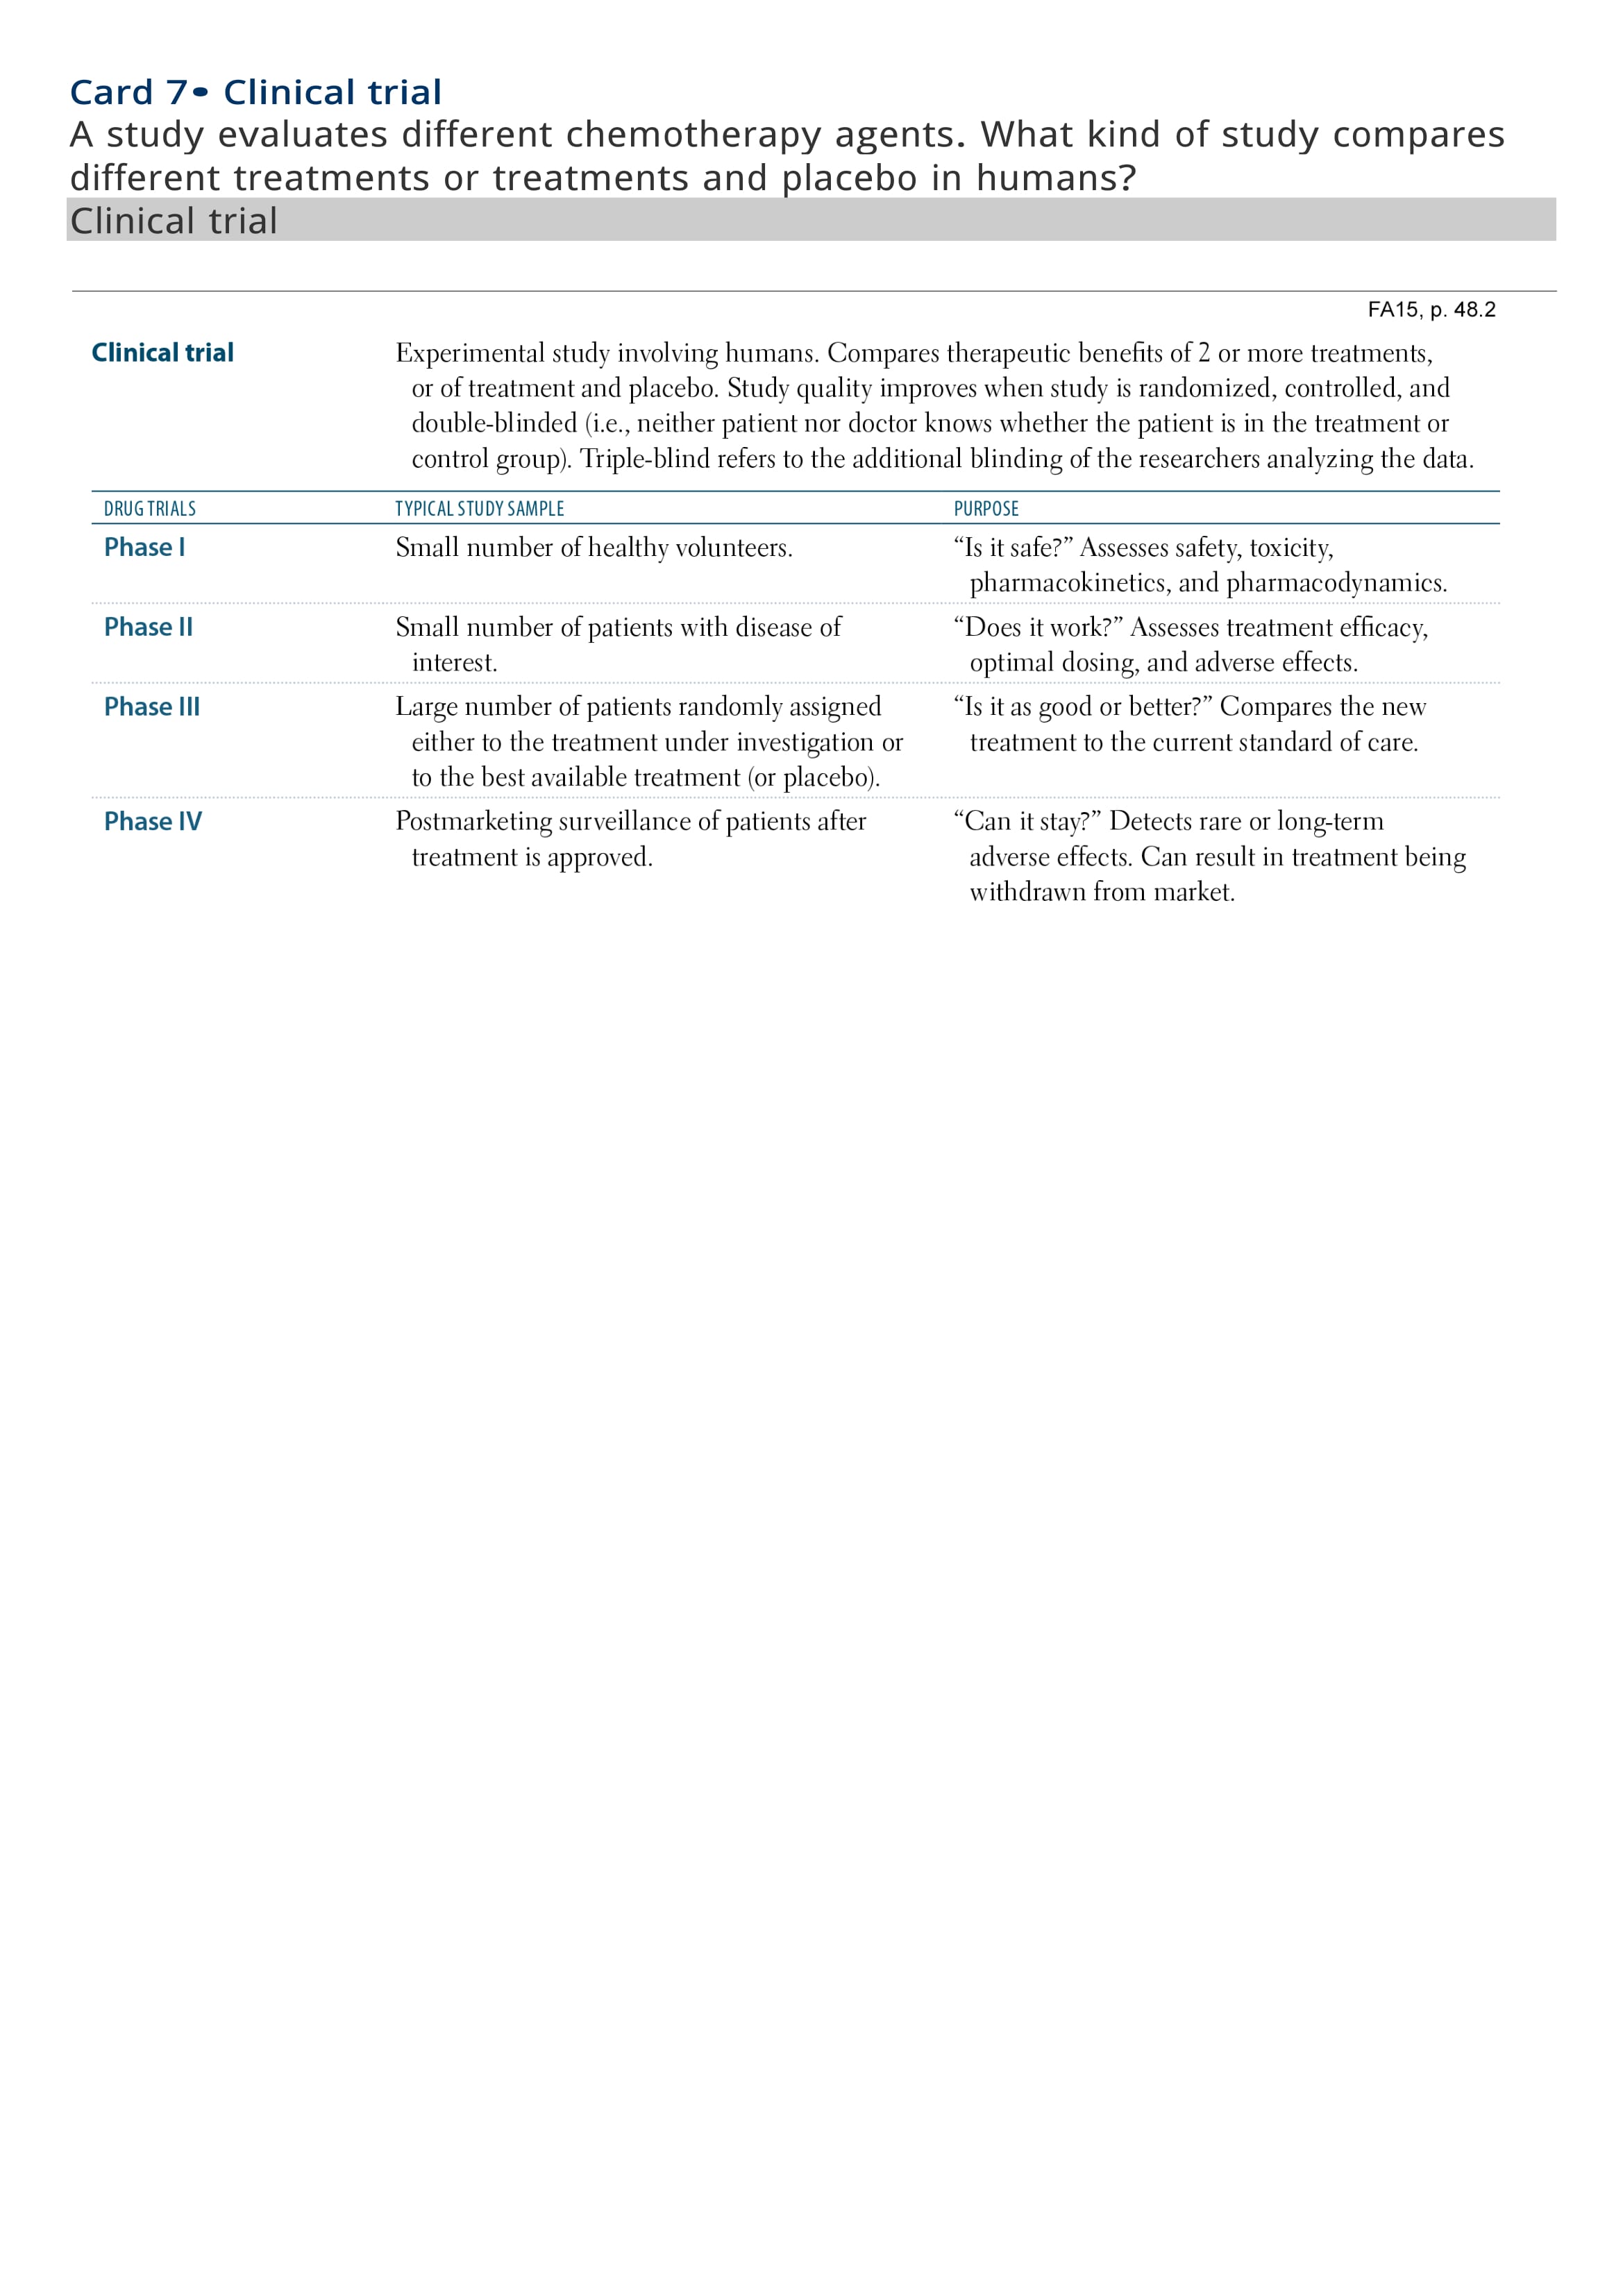 Card 7• Clinical trial
A study evaluates different chemotherapy agents. What kind of study compares
different treatments or treatments and placebo in humans?
Clinical trial
FA15, p. 48.2
Clinical trial Experimental study involving humans. Compares therapeutic benefits of 2 or more treatments,
or of treatment and placebo. Study quality improves when study is randomized, controlled, and
double-blinded (i.e., neither patient nor doctor knows whether the patient is in the treatment or
control group). Triple-blind refers to the additional blinding of the researchers analyzing the data.
DRUG TRIALS TYPICAL STUDY SAMPLE PURPOSE
Phase I Small number of healthy volunteers. “Is it safe?” Assesses safety, toxicity,
pharmacokinetics, and pharmacodynamics.
Phase II Small number of patients with disease of “Does it work?” Assesses treatment efficacy,
interest. optimal dosing, and adverse effects.
Phase III Large number of patients randomly assigned “Is it as good or better?” Compares the new
either to the treatment under investigation or treatment to the current standard of care.
to the best available treatment (or placebo).
Phase IV Postmarketing surveillance of patients after “Can it stay?” Detects rare or long-term
treatment is approved. adverse effects. Can result in treatment being
withdrawn from market.